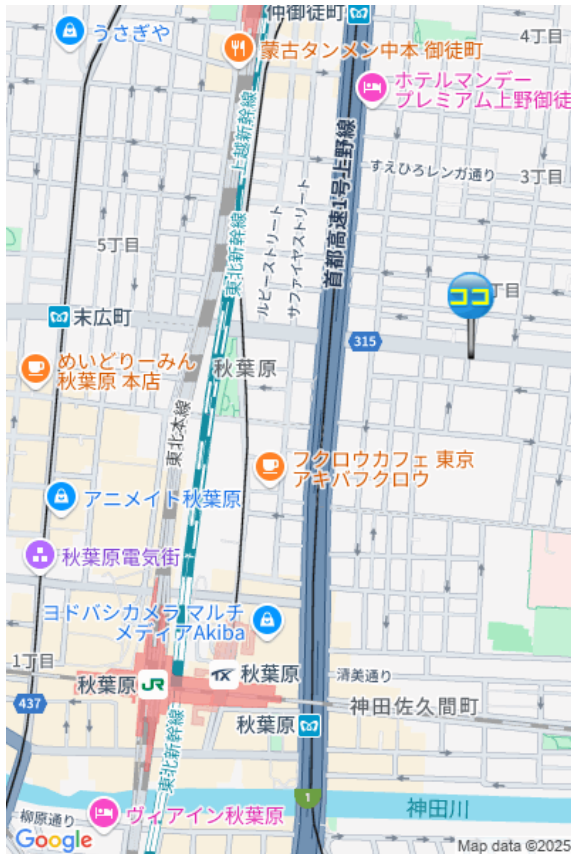 仲御徒町
うさぎや
4丁目
蒙古タンメン中本 御徒町
ホテルマンデー
プレミアム上野御徒
上越新幹線
首都高速1号上野線
すえひろレンガ通り
3丁目
ルビーストリート
サファイヤストリート
5丁目
東北新幹線
ココ
丁目
末広町
315
めいどりーみん
秋葉原 本店
秋葉原
東北本線
フクロウカフェ 東京
アキバフクロウ
アニメイト秋葉原
秋葉原電気街
ヨドバシカメラ マルチ
メディアAkiba
1丁目
秋葉原
JR
TX
秋葉原
清美通り
437
神田佐久間町
秋葉原
東北新幹線
1
神田川
柳原通り
ヴィアイン秋葉原
Google
Map data ©2025